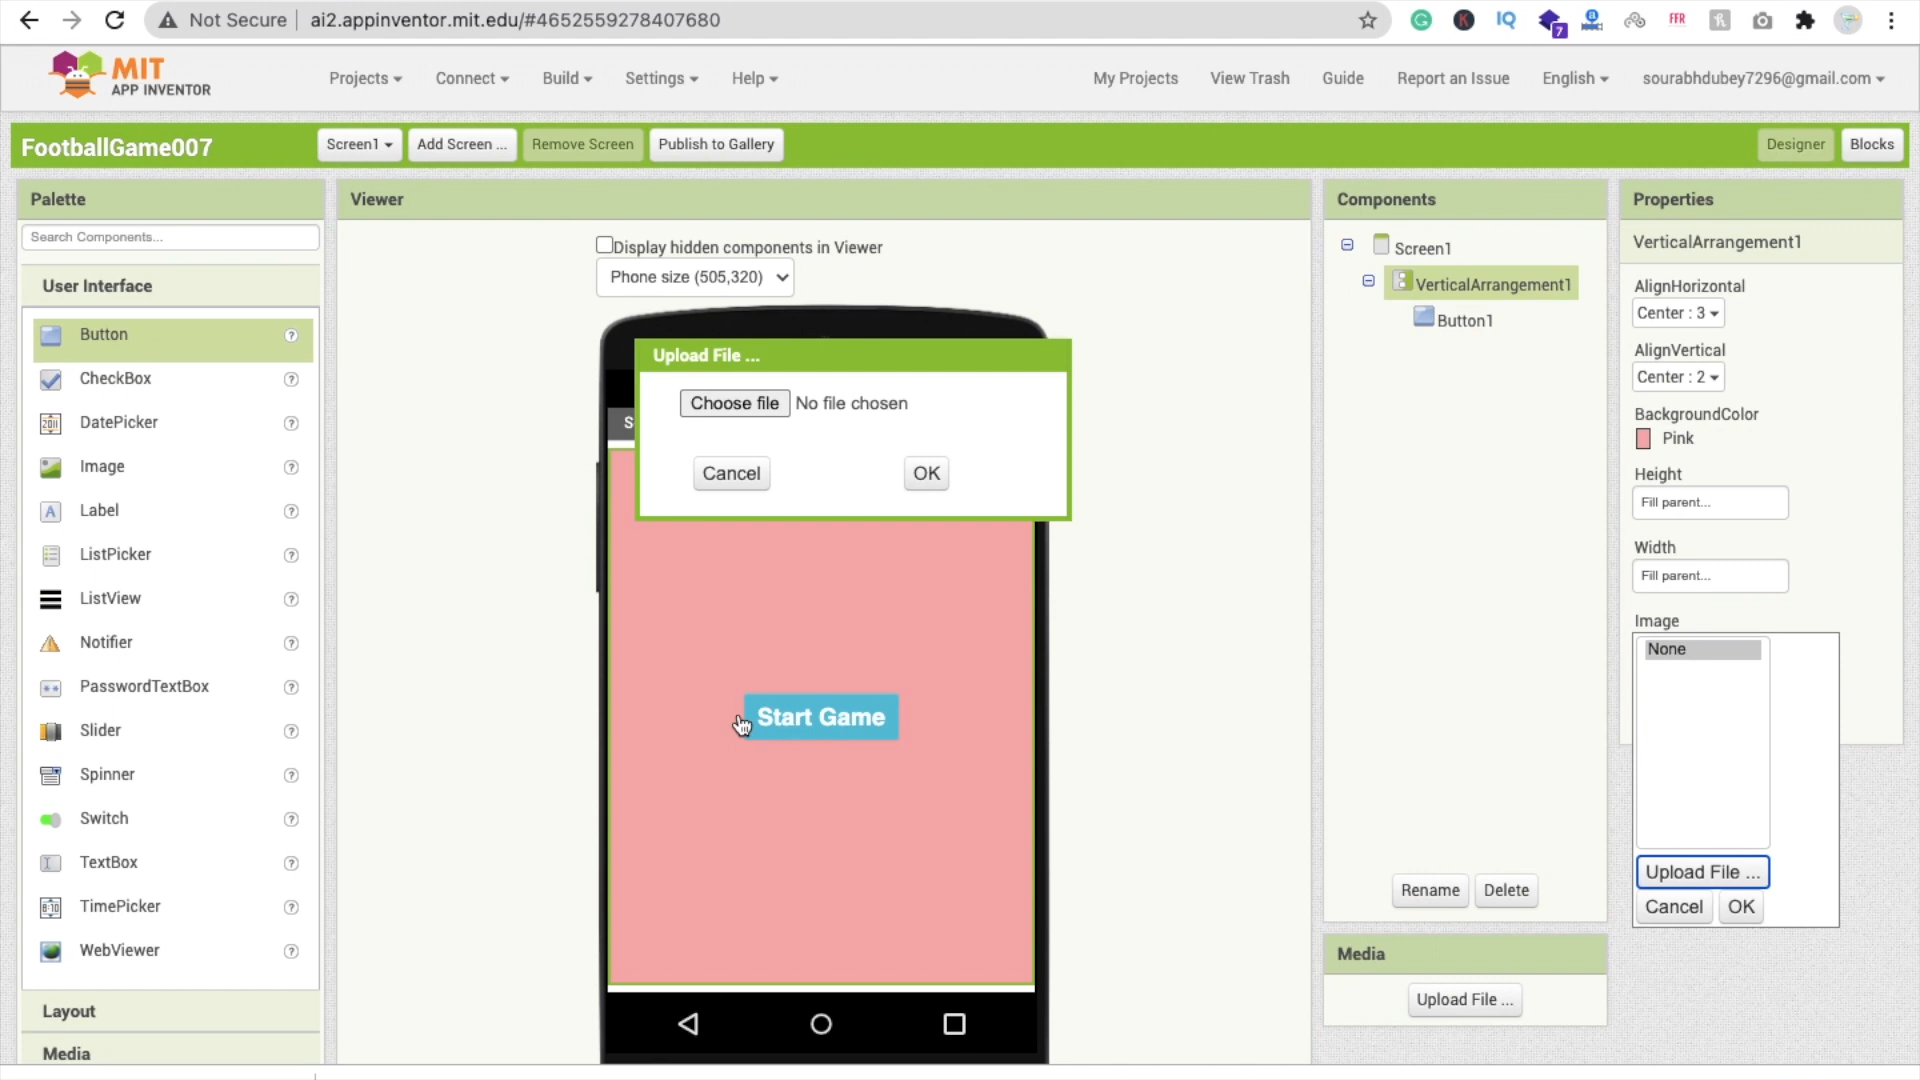 Not Secure
ai2.appinventor.mit.edu/#4652559278407680
K
IQ
7
a
FFR
MIT
APP INVENTOR
Projects
Connect
Build
Settings
Help
My Projects
View Trash
Guide
Report an Issue
English
sourabhdubey7296@gmail.com
FootballGame007
Screen1
Add Screen ...
Remove Screen
Publish to Gallery
Designer
Blocks
Palette
Search Components...
User Interface
Button ?
CheckBox ?
DatePicker ?
Image ?
Label ?
ListPicker ?
ListView ?
Notifier ?
PasswordTextBox ?
Slider ?
Spinner ?
Switch ?
TextBox ?
TimePicker ?
WebViewer ?
Layout
Media
Viewer
Display hidden components in Viewer
Phone size (505,320)
Upload File ...
Choose file No file chosen
Cancel
OK
S
Start Game
Components
Screen1
VerticalArrangement1
Button1
Rename
Delete
Media
Upload File ...
Properties
VerticalArrangement1
AlignHorizontal
Center : 3
AlignVertical
Center : 2
BackgroundColor
Pink
Height
Fill parent...
Width
Fill parent...
Image
None
Upload File ...
Cancel
OK